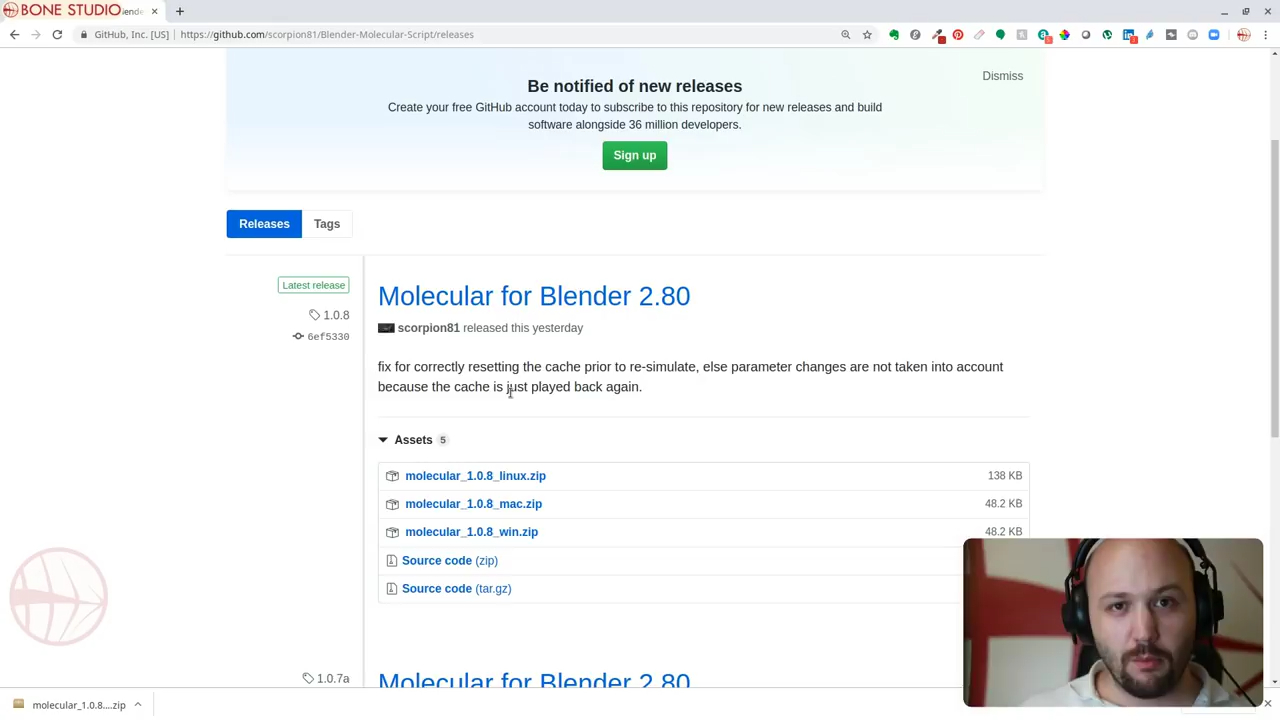 BONE STUDIO
GitHub, Inc. [US] | https://github.com/scorpion81/Blender-Molecular-Script/releases
Be notified of new releases
Dismiss
Create your free GitHub account today to subscribe to this repository for new releases and build
software alongside 36 million developers.
Sign up
Releases Tags
Latest release
1.0.8
6ef5330
Molecular for Blender 2.80
scorpion81 released this yesterday
fix for correctly resetting the cache prior to re-simulate, else parameter changes are not taken into account
because the cache is just played back again.
Assets 5
molecular_1.0.8_linux.zip 138 KB
molecular_1.0.8_mac.zip 48.2 KB
molecular_1.0.8_win.zip 48.2 KB
Source code (zip)
Source code (tar.gz)
1.0.7a
Molecular for Blender 2.80
molecular_1.0.8....zip